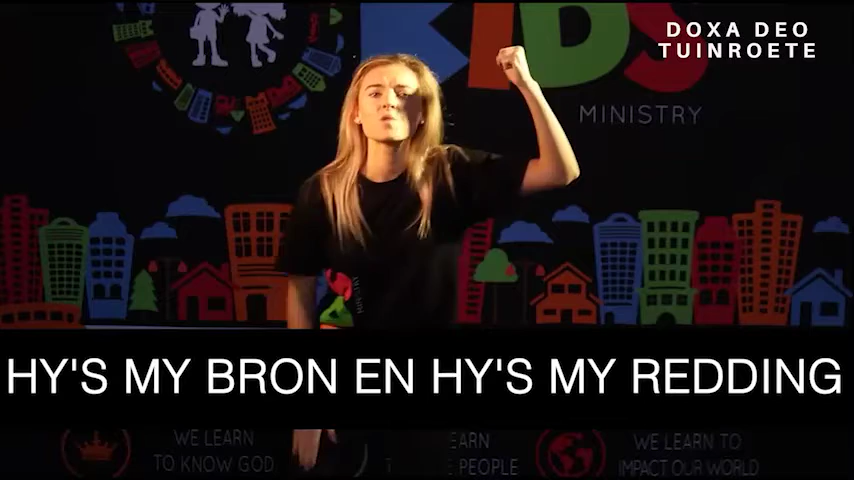 DOXA DEO
TUINROETE
KIDS
MINISTRY
MINISTRY
HY'S MY BRON EN HY'S MY REDDING
WE LEARN
TO KNOW GOD
PEOPLE
WE LEARN TO
IMPACT OUR WORLD